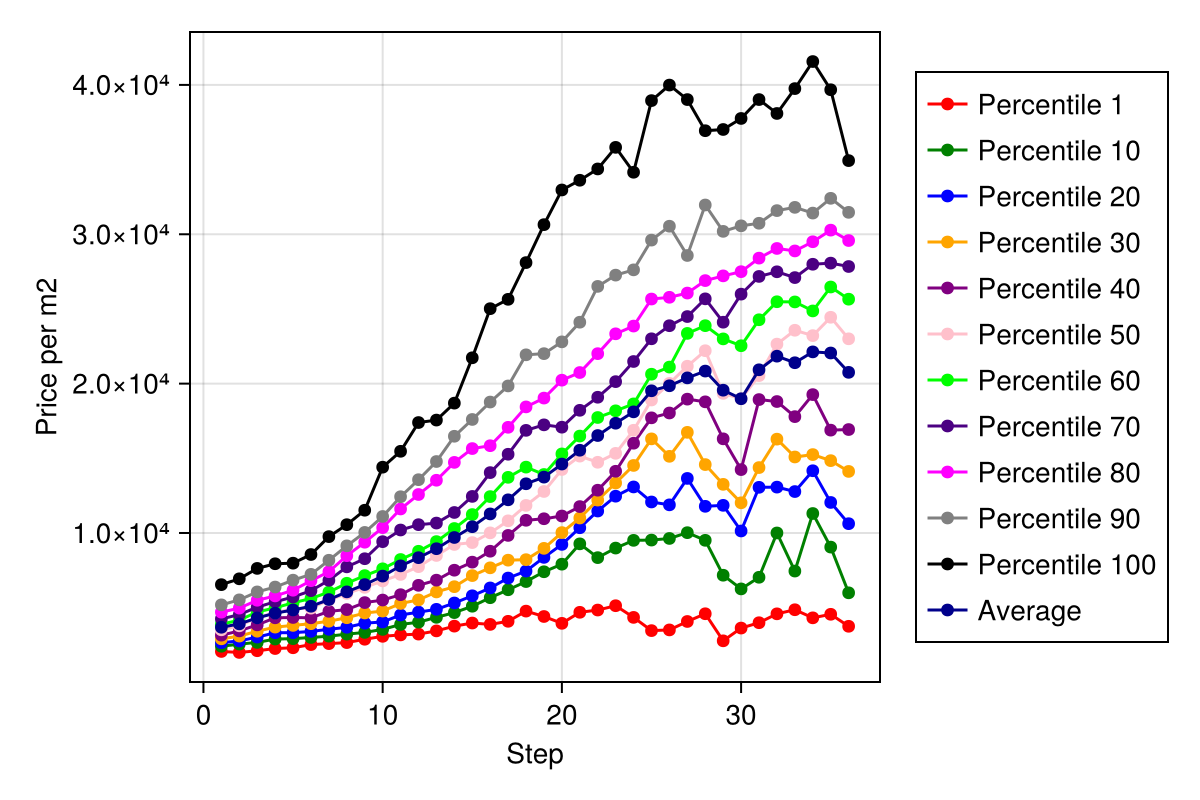 4.0×10⁴
3.0×10⁴
2.0×10⁴
1.0×10⁴
Price per m2
0 10 20 30
Step
Percentile 1
Percentile 10
Percentile 20
Percentile 30
Percentile 40
Percentile 50
Percentile 60
Percentile 70
Percentile 80
Percentile 90
Percentile 100
Average